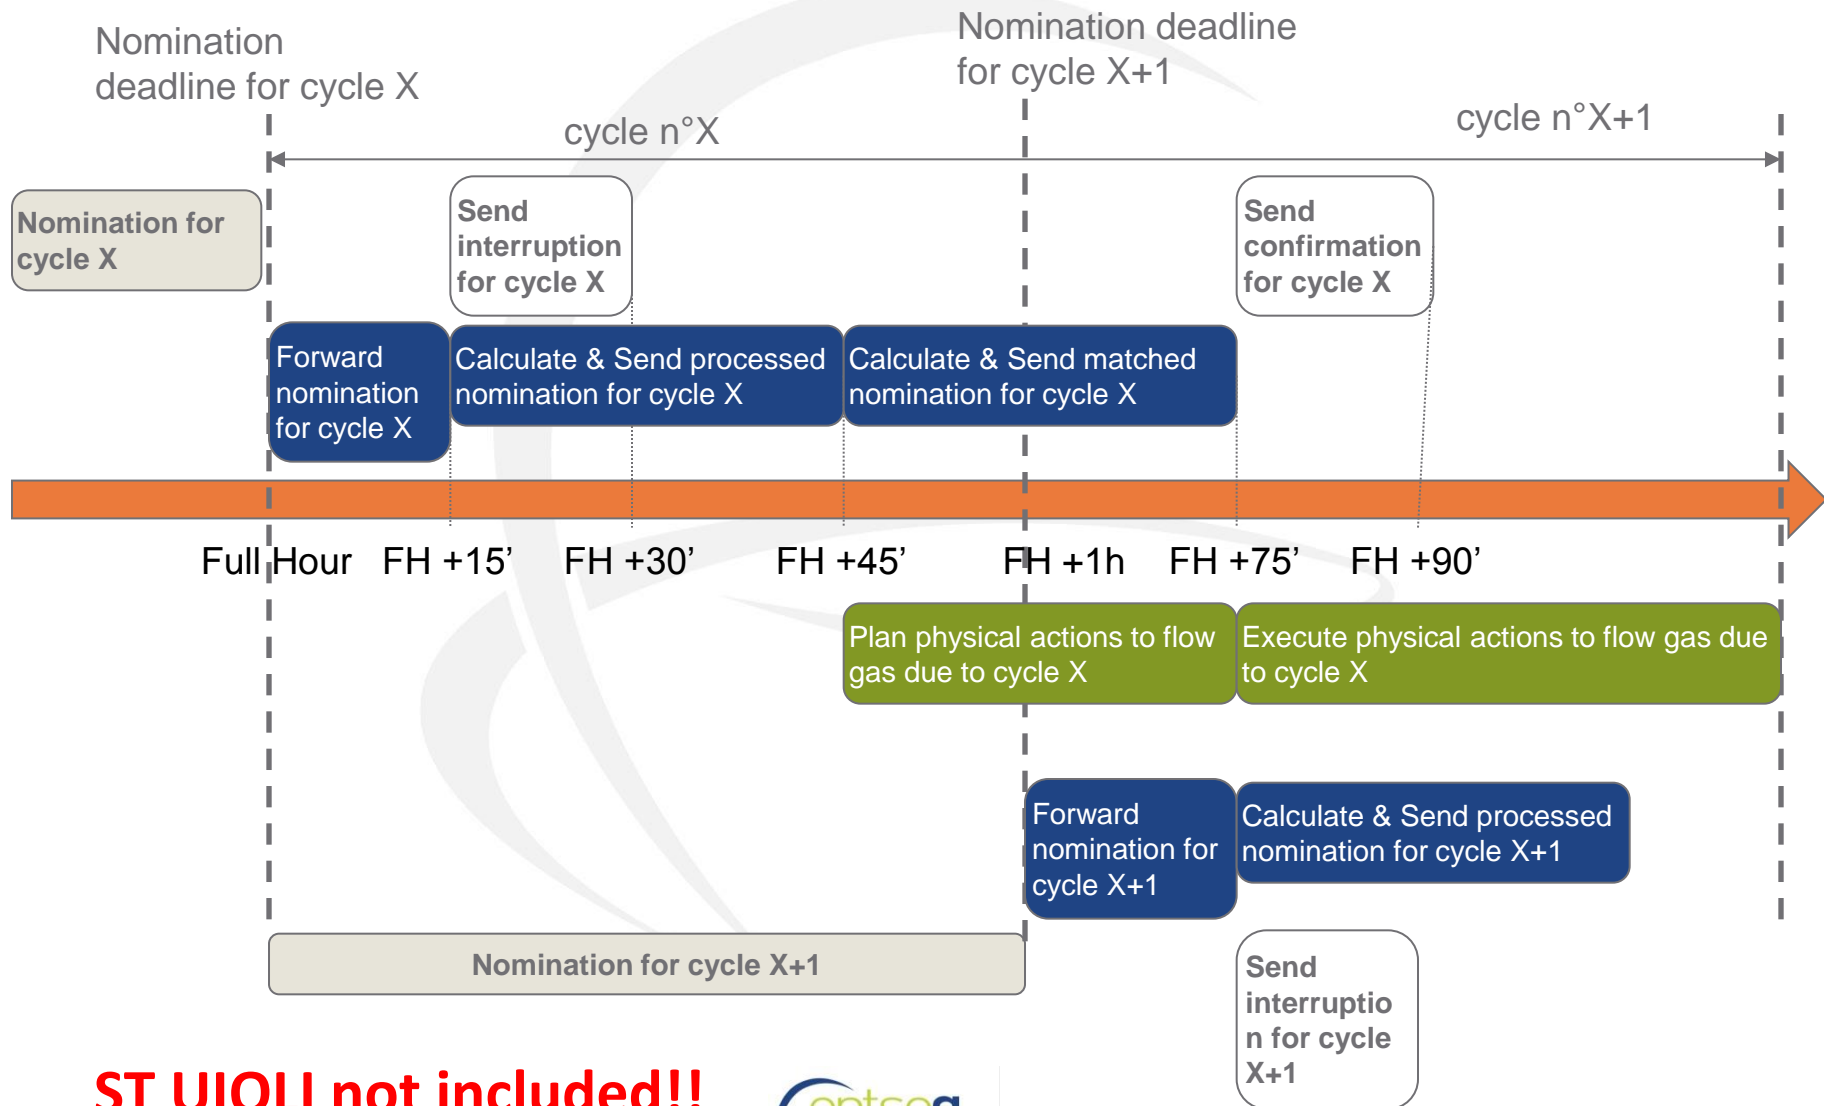 Nomination
deadline for cycle X
Nomination deadline
for cycle X+1
cycle n°X
cycle n°X+1
Nomination for
cycle X
Send
interruption
for cycle X
Send
confirmation
for cycle X
Forward
nomination
for cycle X
Calculate & Send processed
nomination for cycle X
Calculate & Send matched
nomination for cycle X
Full Hour
FH +15’
FH +30’
FH +45’
FH +1h
FH +75’
FH +90’
Plan physical actions to flow
gas due to cycle X
Execute physical actions to flow gas due
to cycle X
Forward
nomination for
cycle X+1
Calculate & Send processed
nomination for cycle X+1
Nomination for cycle X+1
Send
interruptio
n for cycle
X+1
ST UIOLI not included!!
entsog